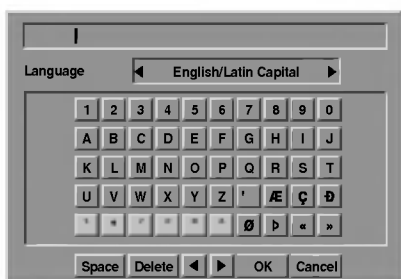 Language ◀ English/Latin Capital ▶
1 2 3 4 5 6 7 8 9 0
A B C D E F G H I J
K L M N O P Q R S T
U V W X Y Z ' Æ Ç Ð
Ø Þ « »
Space Delete ◀ ▶ OK Cancel